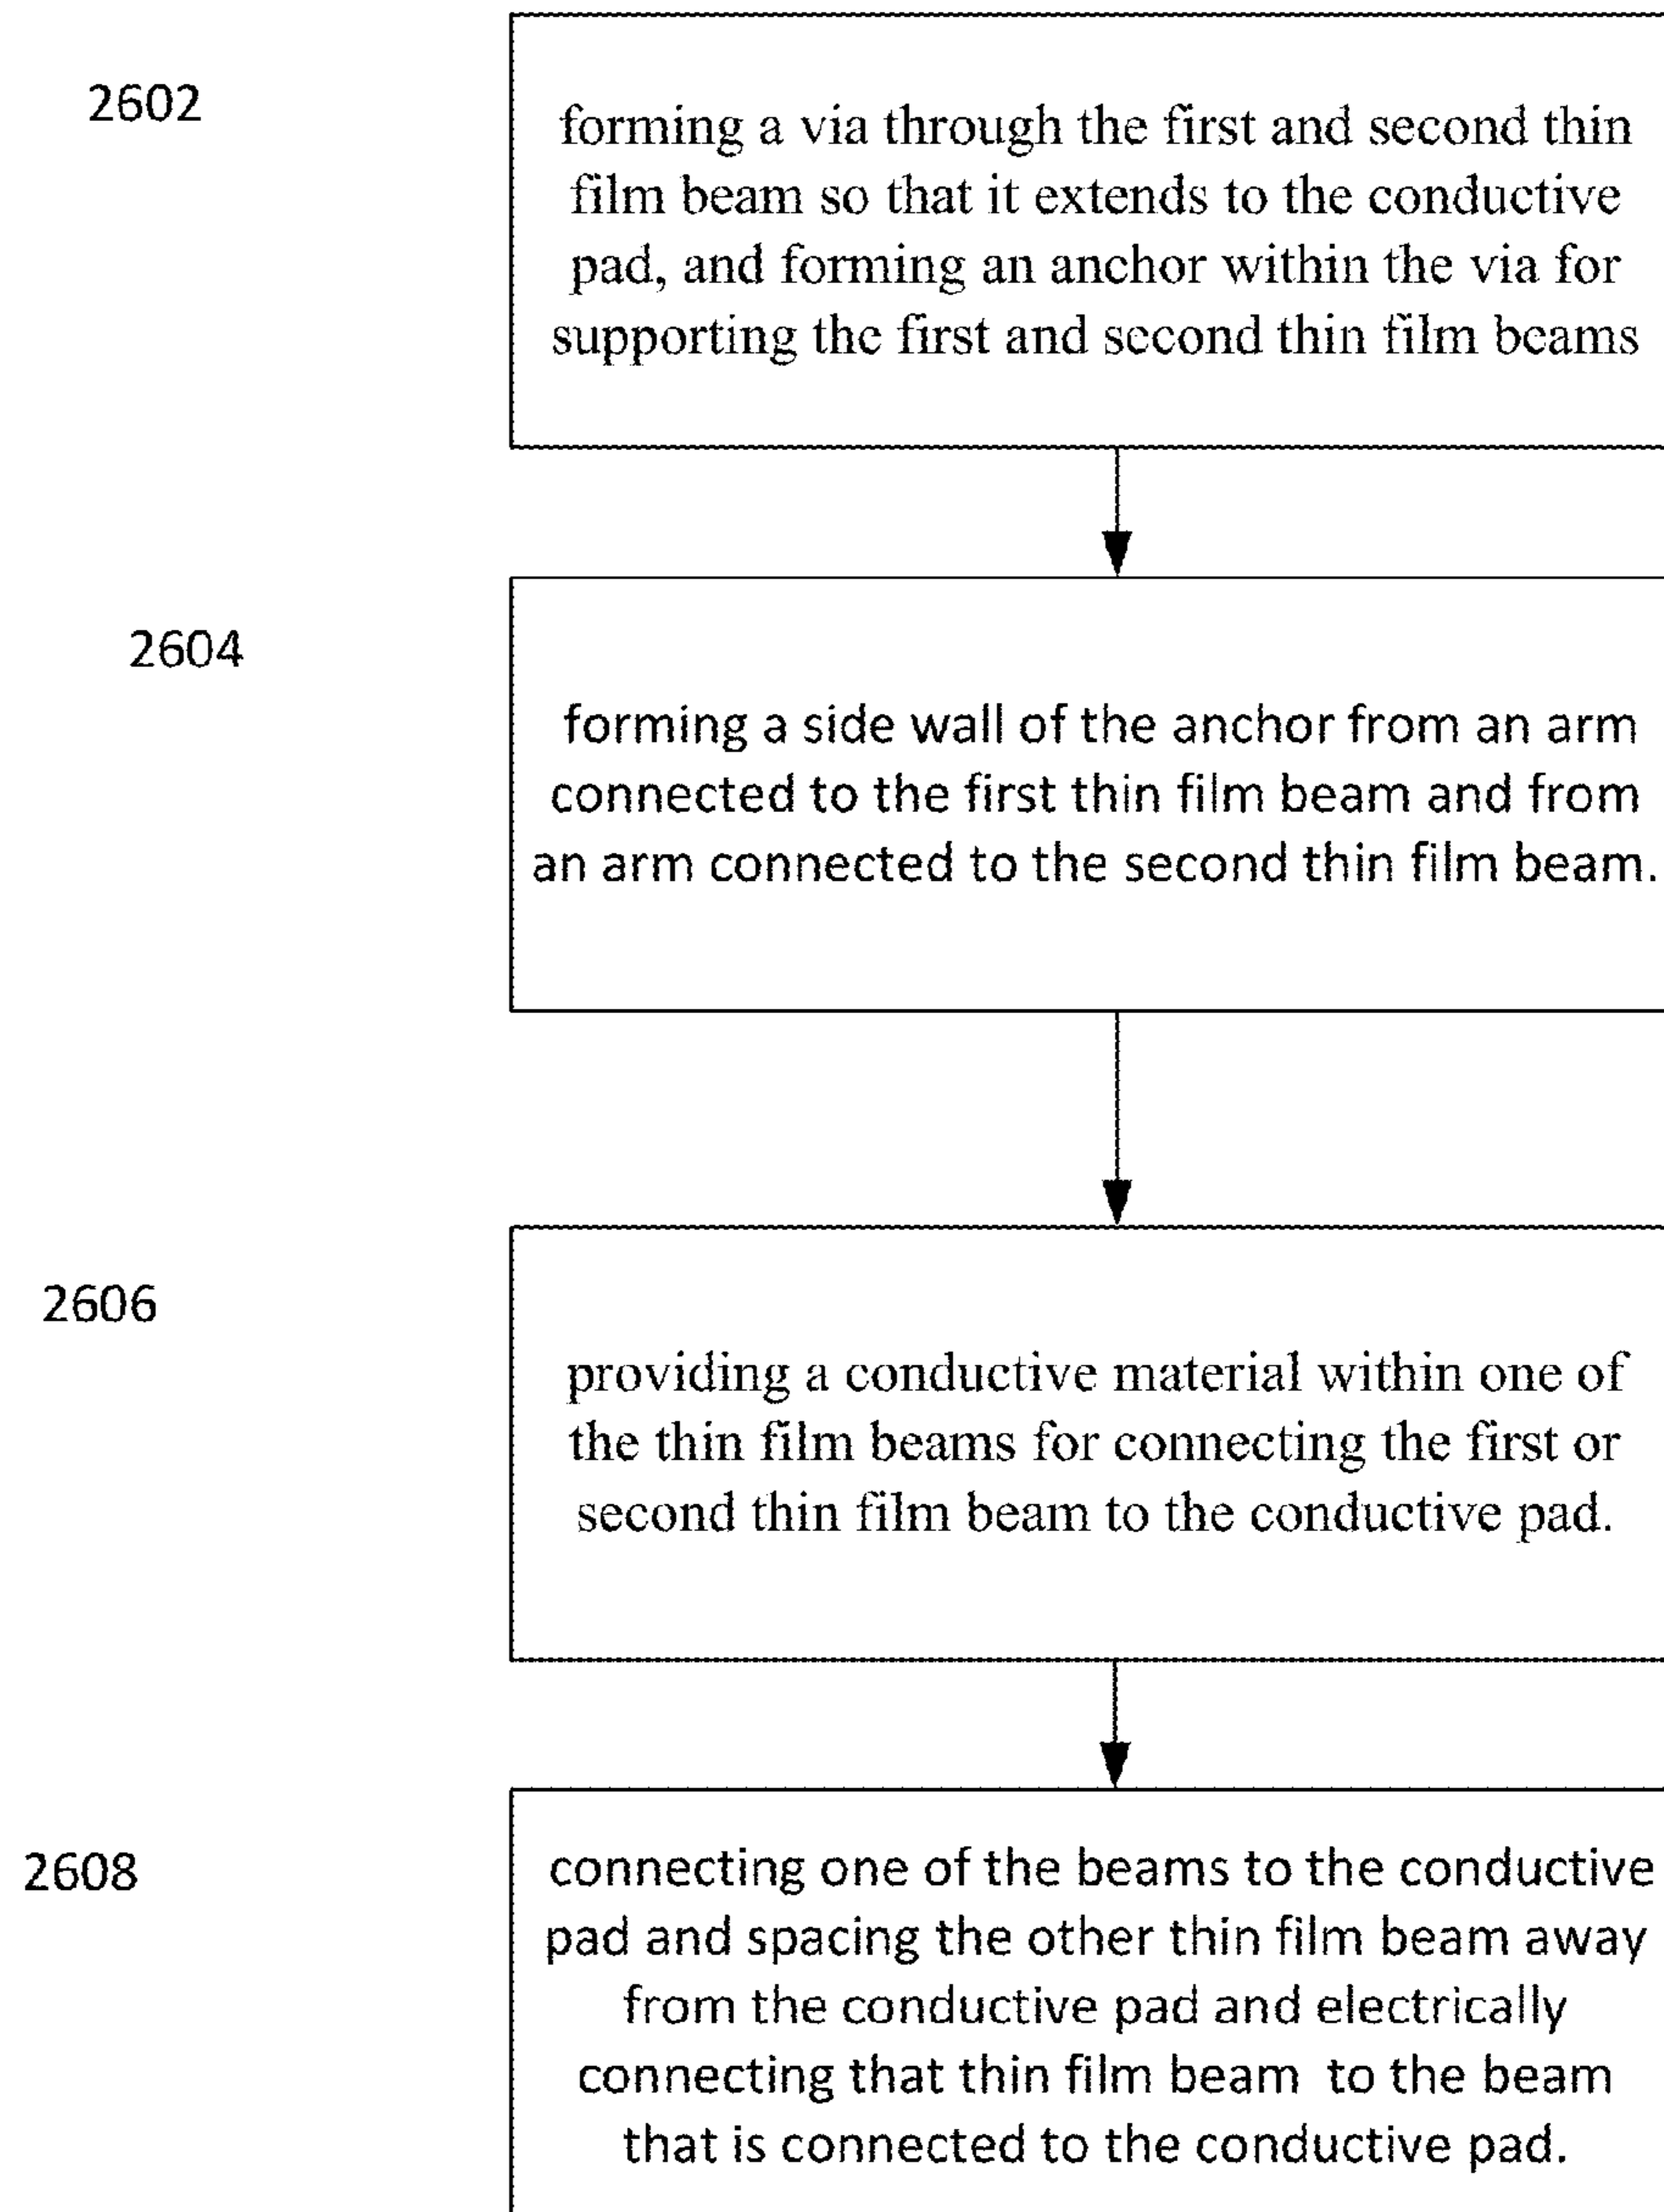 2602
forming a via through the first and second thin
film beam so that it extends to the conductive
pad, and forming an anchor within the via for
supporting the first and second thin film beams
2604
forming a side wall of the anchor from an arm
connected to the first thin film beam and from
an arm connected to the second thin film beam.
2606
providing a conductive material within one of
the thin film beams for connecting the first or
second thin film beam to the conductive pad.
2608
connecting one of the beams to the conductive
pad and spacing the other thin film beam away
from the conductive pad and electrically
connecting that thin film beam to the beam
that is connected to the conductive pad.